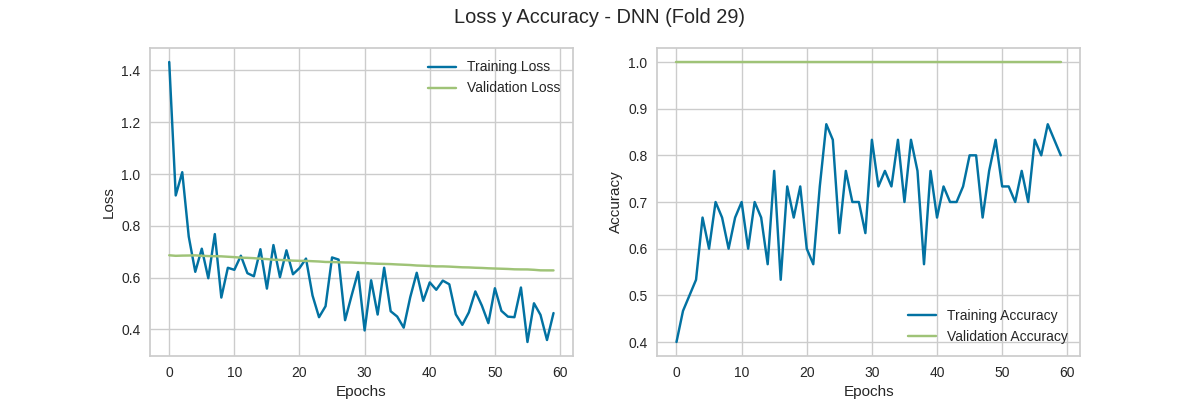 Loss y Accuracy - DNN (Fold 29)
1.4
1.2
1.0
0.8
0.6
0.4
Loss
0 10 20 30 40 50 60
Epochs
Training Loss
Validation Loss
1.0
0.9
0.8
0.7
0.6
0.5
0.4
Accuracy
0 10 20 30 40 50 60
Epochs
Training Accuracy
Validation Accuracy